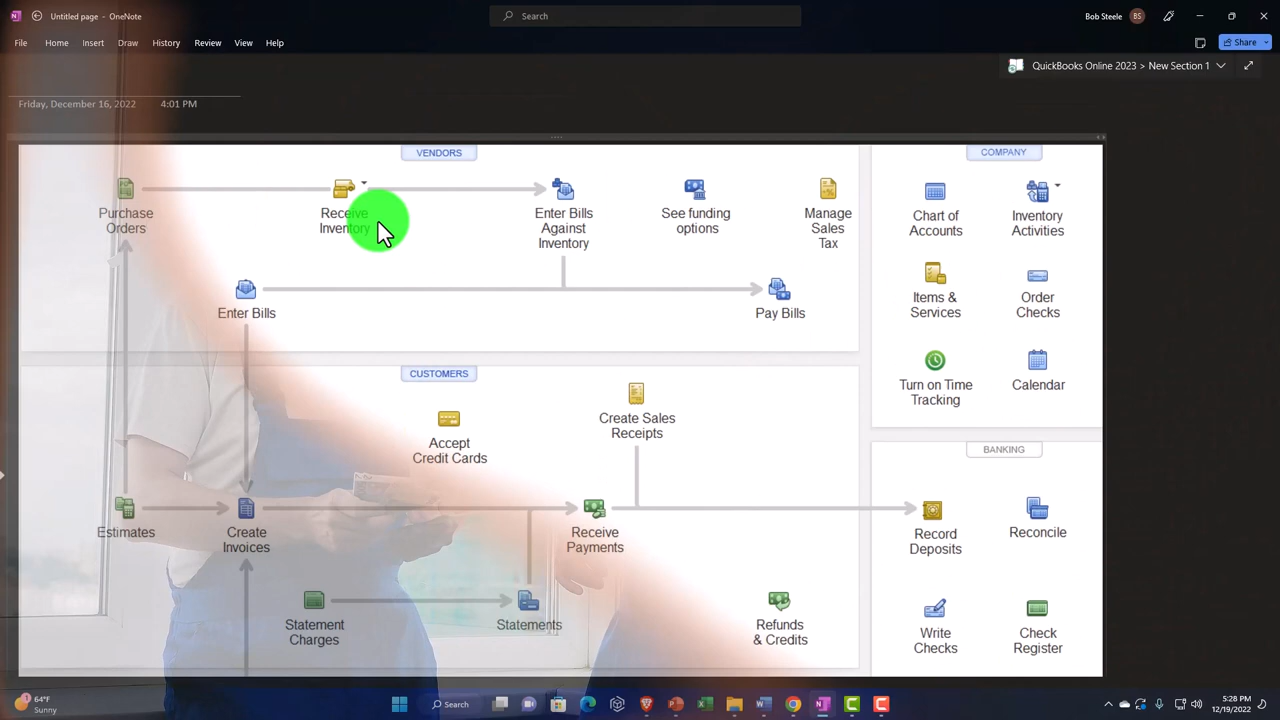 Untitled page - OneNote
Search
Bob Steele
BS
File
Home
Insert
Draw
History
Review
View
Help
Share
QuickBooks Online 2023 > New Section 1
Friday, December 16, 2022
4:01 PM
VENDORS
COMPANY
Purchase
Orders
Receive
Inventory
Enter Bills
Against
Inventory
See funding
options
Manage
Sales
Tax
Chart of
Accounts
Inventory
Activities
Enter Bills
Pay Bills
Items &
Services
Order
Checks
CUSTOMERS
Turn on Time
Tracking
Calendar
Create Sales
Receipts
Accept
Credit Cards
BANKING
Estimates
Create
Invoices
Receive
Payments
Record
Deposits
Reconcile
Statement
Charges
Statements
Refunds
& Credits
Write
Checks
Check
Register
1
64°F
Sunny
Search
5:28 PM
12/19/2022